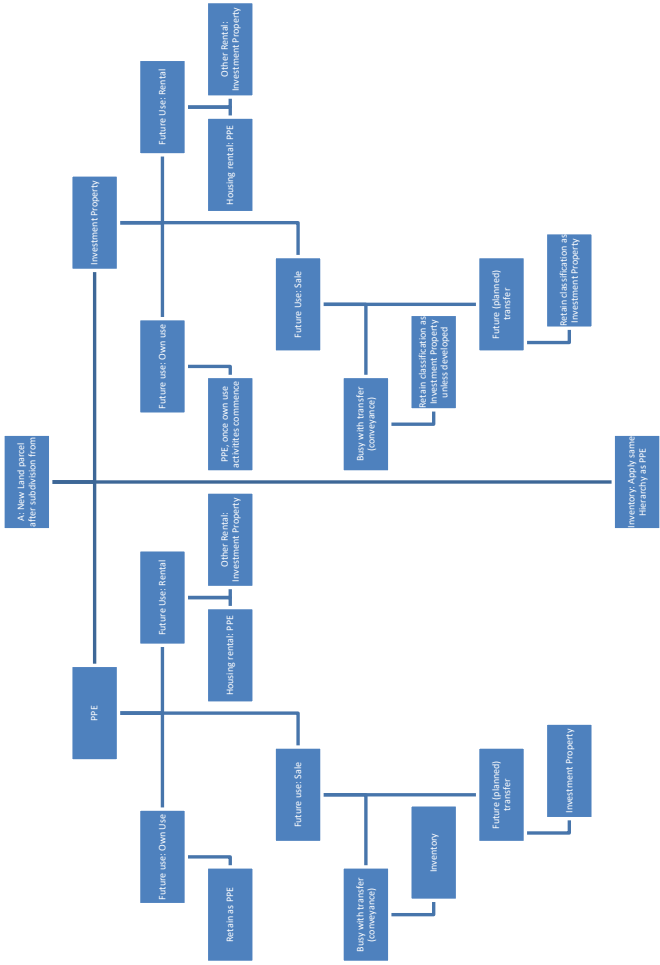 A: New Land parcel
after subdivision from
PPE
Investment Property
Inventory: Apply same
Hierarchy as PPE
Future use: Own Use
Future Use: Rental
Retain as PPE
Housing rental: PPE
Other Rental:
Investment Property
Future use: Sale
Busy with transfer
(conveyance)
Inventory
Future (planned)
transfer
Investment Property
Future use: Own use
Future Use: Rental
PPE, once own use
activitites commence
Housing rental: PPE
Other Rental:
Investment Property
Future Use: Sale
Busy with transfer
(conveyance)
Retain classification as
Investment Property
unless developed
Future (planned)
transfer
Retain classification as
Investment Property